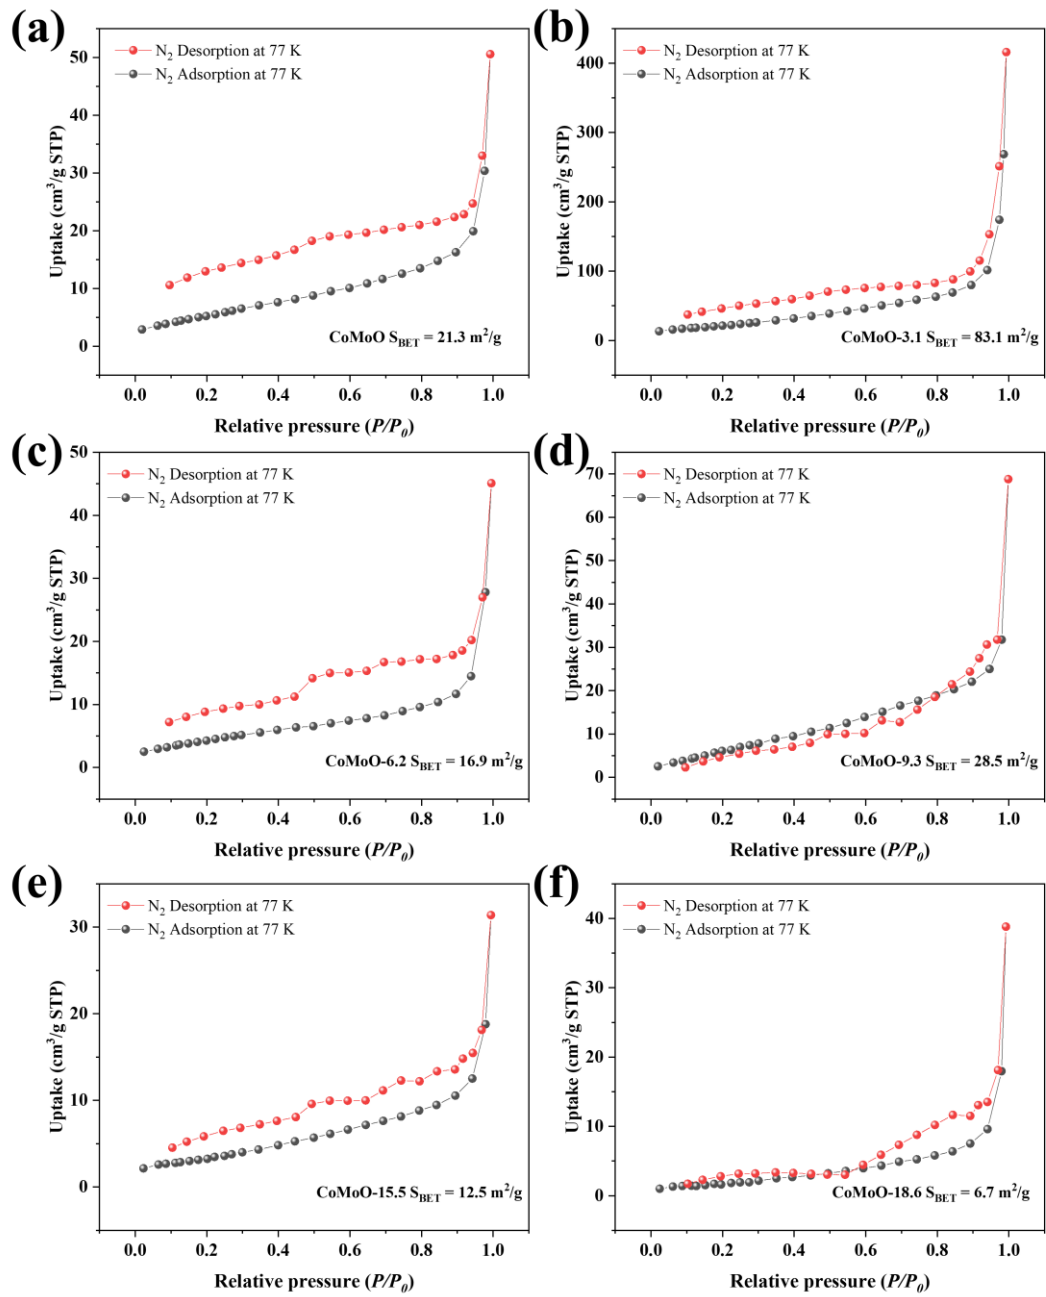 (a)
N2 Desorption at 77 K
N2 Adsorption at 77 K
Uptake (cm3/g STP)
50
40
30
20
10
0
CoMoO SBET = 21.3 m2/g
0.0 0.2 0.4 0.6 0.8 1.0
Relative pressure (P/P0)
(b)
N2 Desorption at 77 K
N2 Adsorption at 77 K
Uptake (cm3/g STP)
400
300
200
100
0
CoMoO-3.1 SBET = 83.1 m2/g
0.0 0.2 0.4 0.6 0.8 1.0
Relative pressure (P/P0)
(c)
N2 Desorption at 77 K
N2 Adsorption at 77 K
Uptake (cm3/g STP)
50
40
30
20
10
0
CoMoO-6.2 SBET = 16.9 m2/g
0.0 0.2 0.4 0.6 0.8 1.0
Relative pressure (P/P0)
(d)
N2 Desorption at 77 K
N2 Adsorption at 77 K
Uptake (cm3/g STP)
70
60
50
40
30
20
10
0
CoMoO-9.3 SBET = 28.5 m2/g
0.0 0.2 0.4 0.6 0.8 1.0
Relative pressure (P/P0)
(e)
N2 Desorption at 77 K
N2 Adsorption at 77 K
Uptake (cm3/g STP)
30
20
10
0
CoMoO-15.5 SBET = 12.5 m2/g
0.0 0.2 0.4 0.6 0.8 1.0
Relative pressure (P/P0)
(f)
N2 Desorption at 77 K
N2 Adsorption at 77 K
Uptake (cm3/g STP)
40
30
20
10
0
CoMoO-18.6 SBET = 6.7 m2/g
0.0 0.2 0.4 0.6 0.8 1.0
Relative pressure (P/P0)